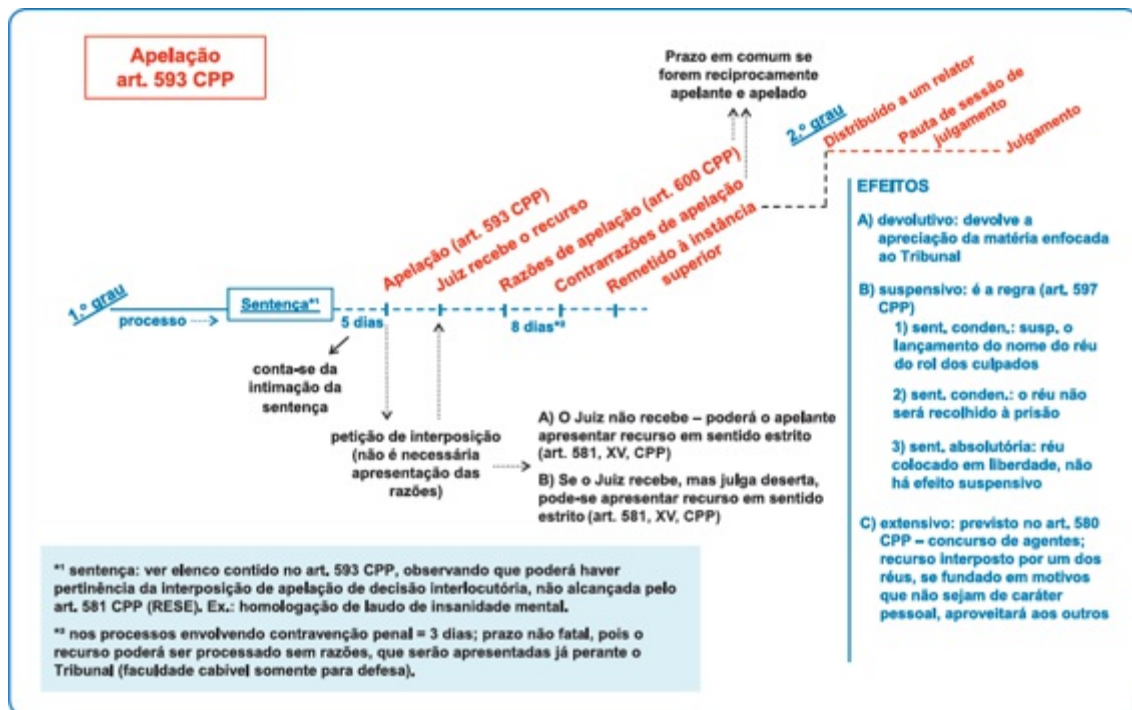 Apelação
art. 593 CPP
Prazo em comum se
forem reciprocamente
apelante e apelado
2.º grau
Distribuído a um relator
Pauta de sessão de
julgamento
Julgamento
1.º grau
processo
Sentença*¹
5 dias
Apelação (art. 593 CPP)
Juiz recebe o recurso
Razões de apelação (art. 600 CPP)
Contrarrazões de apelação
Remetido à instância
superior
8 dias*²
conta-se da
intimação da
sentença
petição de interposição
(não é necessária
apresentação das
razões)
A) O Juiz não recebe – poderá o apelante
apresentar recurso em sentido estrito
(art. 581, XV, CPP)
B) Se o Juiz recebe, mas julga deserta,
pode-se apresentar recurso em sentido
estrito (art. 581, XV, CPP)
EFEITOS
A) devolutivo: devolve a
apreciação da matéria enfocada
ao Tribunal
B) suspensivo: é a regra (art. 597
CPP)
1) sent. conden.: susp. o
lançamento do nome do réu
do rol dos culpados
2) sent. conden.: o réu não
será recolhido à prisão
3) sent. absolutória: réu
colocado em liberdade, não
há efeito suspensivo
C) extensivo: previsto no art. 580
CPP – concurso de agentes;
recurso interposto por um dos
réus, se fundado em motivos
que não sejam de caráter
pessoal, aproveitará aos outros
*¹ sentença: ver elenco contido no art. 593 CPP, observando que poderá haver
pertinência da interposição de apelação de decisão interlocutória, não alcançada pelo
art. 581 CPP (RESE). Ex.: homologação de laudo de insanidade mental.
*² nos processos envolvendo contravenção penal = 3 dias; prazo não fatal, pois o
recurso poderá ser processado sem razões, que serão apresentadas já perante o
Tribunal (faculdade cabível somente para defesa).